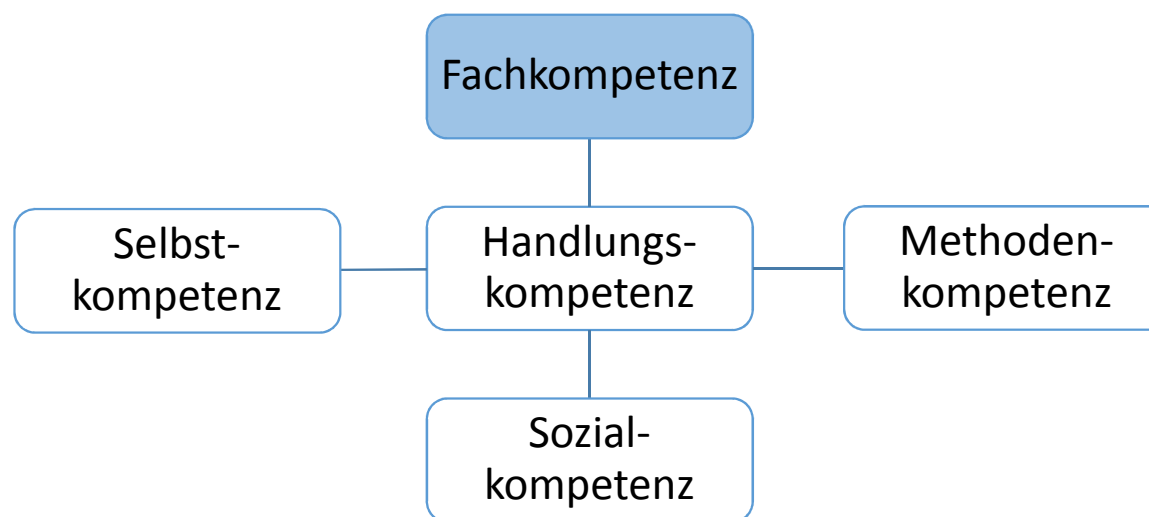 Fachkompetenz
Selbst-
kompetenz
Handlungs-
kompetenz
Methoden-
kompetenz
Sozial-
kompetenz